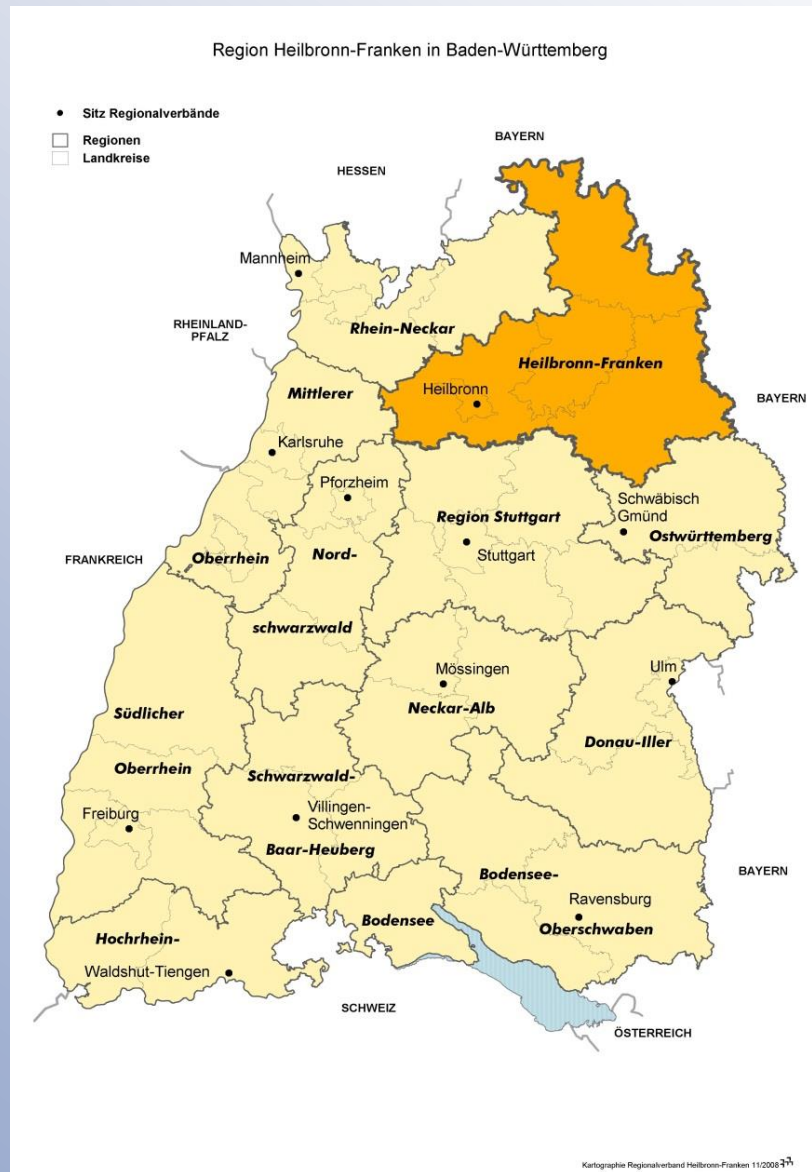 Region Heilbronn-Franken in Baden-Württemberg
Sitz Regionalverbände
Regionen
Landkreise
BAYERN
HESSEN
Mannheim
RHEINLAND-
PFALZ
Rhein-Neckar
Heilbronn-Franken
Mittlerer
Heilbronn
BAYERN
Karlsruhe
Pforzheim
Schwäbisch
Gmünd
Region Stuttgart
Ostwürttemberg
FRANKREICH
Oberrhein
Nord-
Stuttgart
schwarzwald
Mössingen
Ulm
Südlicher
Neckar-Alb
Donau-Iller
Oberrhein
Schwarzwald-
Freiburg
Villingen-
Schwenningen
Baar-Heuberg
BAYERN
Bodensee-
Ravensburg
Bodensee
Oberschwaben
Hochrhein-
Waldshut-Tiengen
SCHWEIZ
ÖSTERREICH
Kartographie Regionalverband Heilbronn-Franken 11/2008